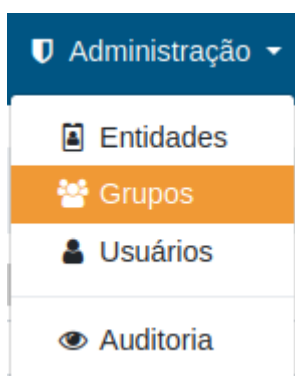 Administração
Entidades
Grupos
Usuários
Auditoria